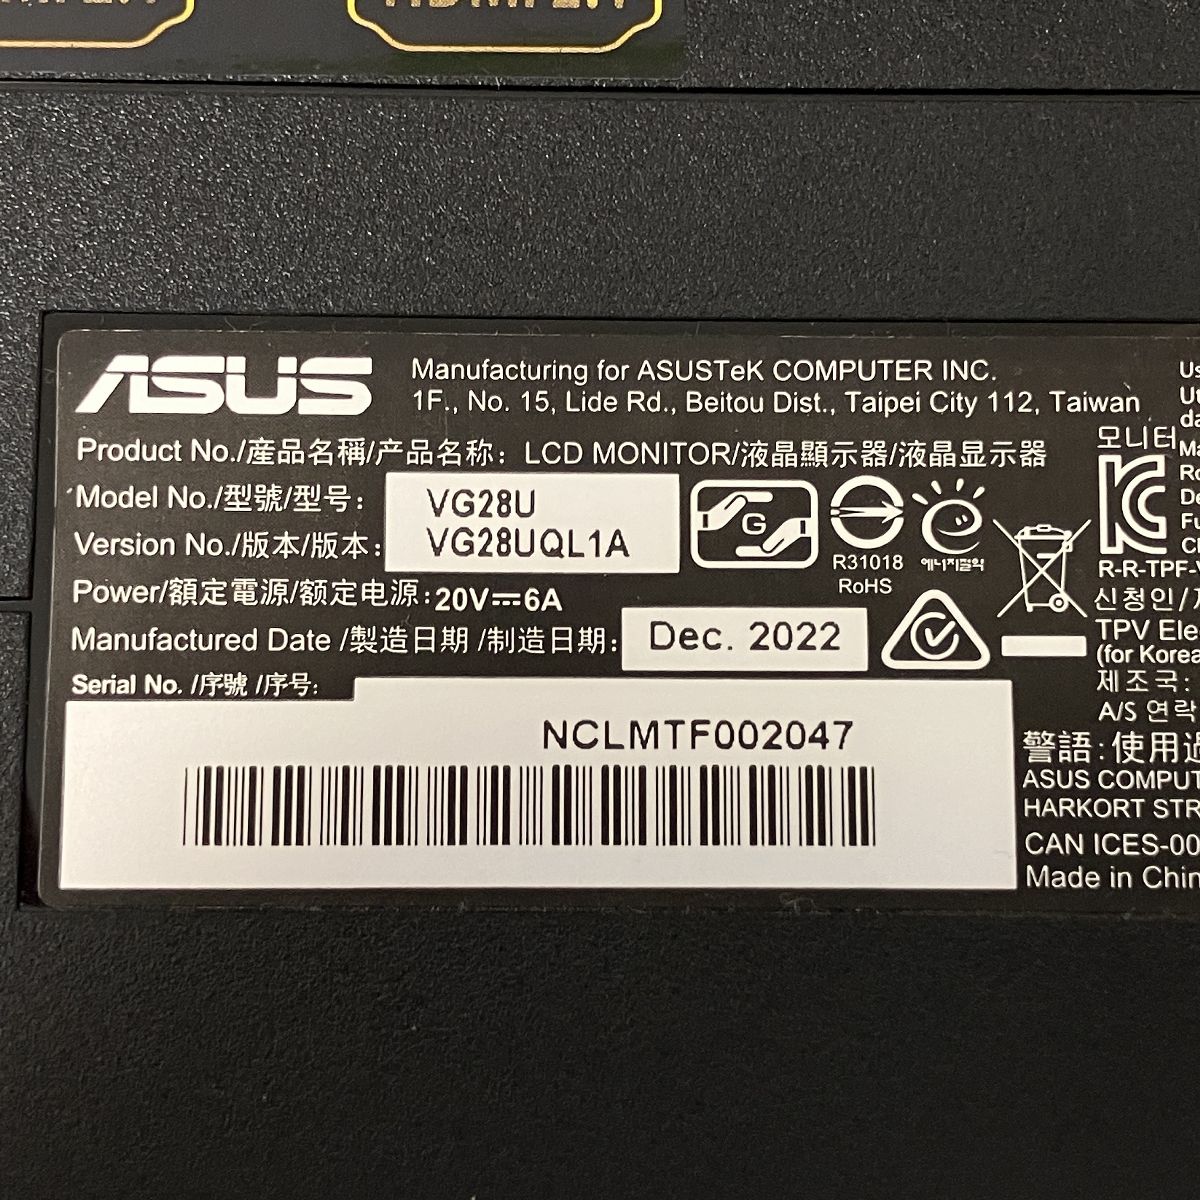 ASUS
Manufacturing for ASUSTeK COMPUTER INC.
1F., No. 15, Lide Rd., Beitou Dist., Taipei City 112, Taiwan
Product No./產品名稱/产品名称: LCD MONITOR/液晶顯示器/液晶显示器
Model No./型號/型号: VG28U
Version No./版本/版本: VG28UQL1A
Power/額定電源/额定电源: 20V⎓6A
Manufactured Date /製造日期 /制造日期: Dec. 2022
Serial No. /序號 /序号:
NCLMTF002047
G
R31018
RoHS
에너지절약
모니터
R-R-TPF-
신청인/
TPV Ele
(for Korea
제조국:
A/S 연락
警語:使用過
ASUS COMPUT
HARKORT STR
CAN ICES-00
Made in Chin